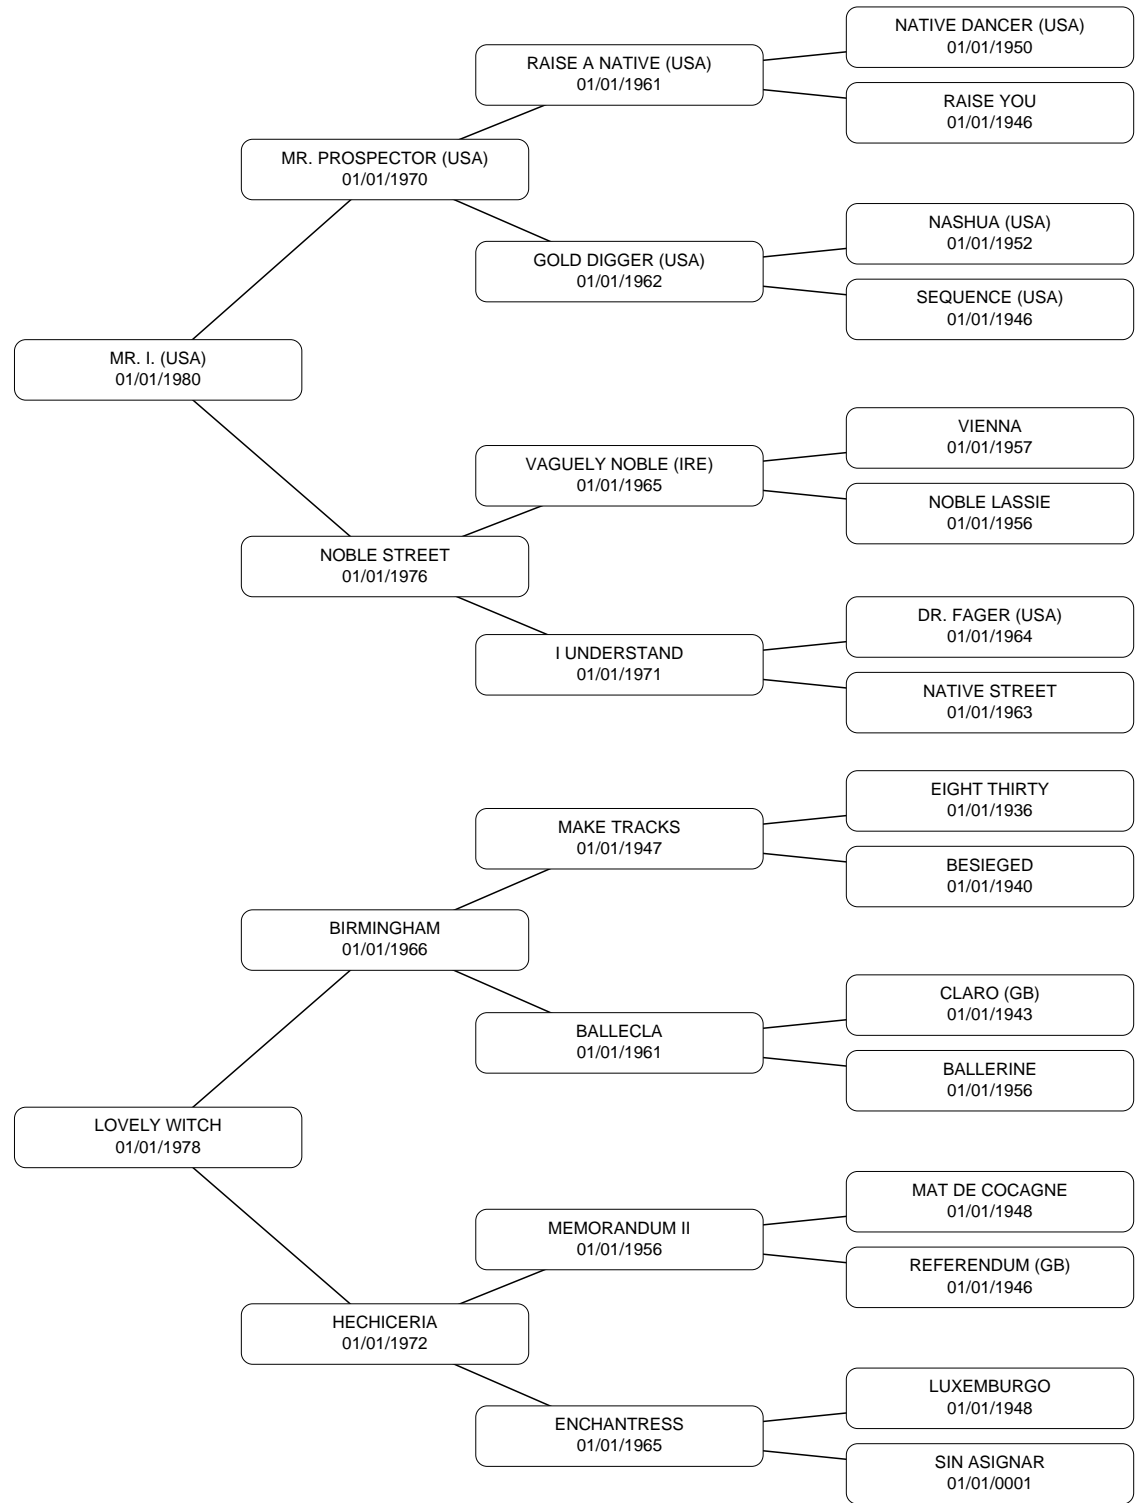 NATIVE DANCER (USA)
01/01/1950
RAISE A NATIVE (USA)
01/01/1961
RAISE YOU
01/01/1946
MR. PROSPECTOR (USA)
01/01/1970
NASHUA (USA)
01/01/1952
GOLD DIGGER (USA)
01/01/1962
SEQUENCE (USA)
01/01/1946
MR. I. (USA)
01/01/1980
VIENNA
01/01/1957
VAGUELY NOBLE (IRE)
01/01/1965
NOBLE LASSIE
01/01/1956
NOBLE STREET
01/01/1976
DR. FAGER (USA)
01/01/1964
I UNDERSTAND
01/01/1971
NATIVE STREET
01/01/1963
EIGHT THIRTY
01/01/1936
MAKE TRACKS
01/01/1947
BESIEGED
01/01/1940
BIRMINGHAM
01/01/1966
CLARO (GB)
01/01/1943
BALLECLA
01/01/1961
BALLERINE
01/01/1956
LOVELY WITCH
01/01/1978
MAT DE COCAGNE
01/01/1948
MEMORANDUM II
01/01/1956
REFERENDUM (GB)
01/01/1946
HECHICERIA
01/01/1972
LUXEMBURGO
01/01/1948
ENCHANTRESS
01/01/1965
SIN ASIGNAR
01/01/0001